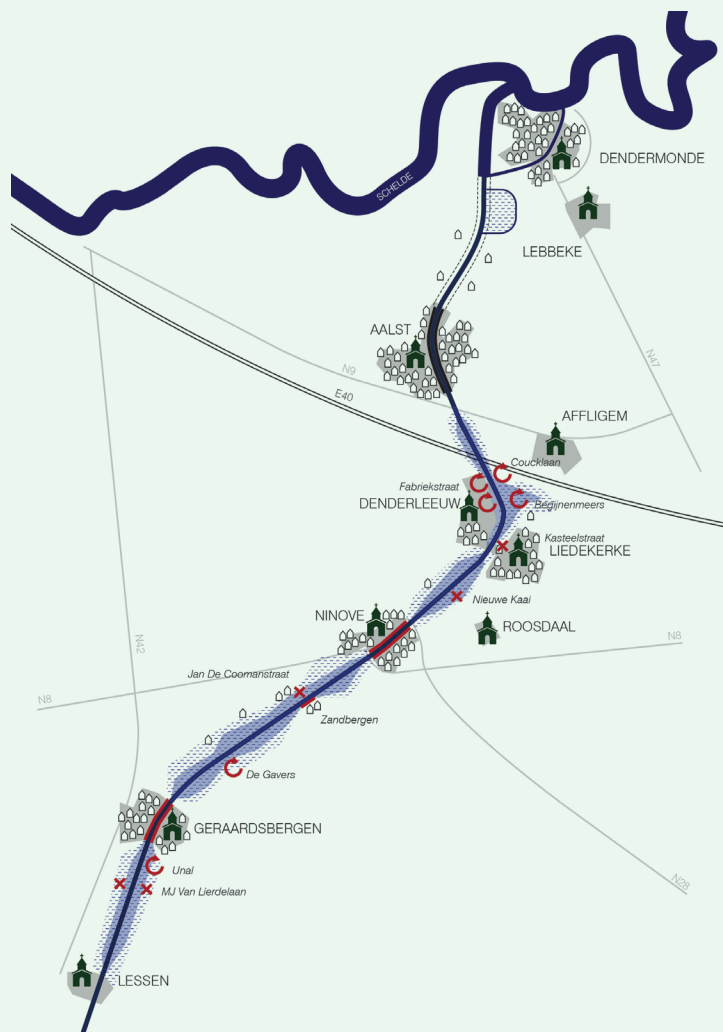 DENDERMONDE
SCHELDE
LEBBEKE
AALST
N9
N47
E40
AFFLIGEM
Coucklaan
Fabriekstraat
DENDERLEEUW
Begijnenmeers
Kasteelstraat
LIEDEKERKE
Nieuwe Kaai
NINOVE
ROOSDAAL
N42
N8
Jan De Coomanstraat
N8
Zandbergen
De Gavers
GERAARDSBERGEN
Unal
N28
MJ Van Lierdelaan
LESSEN